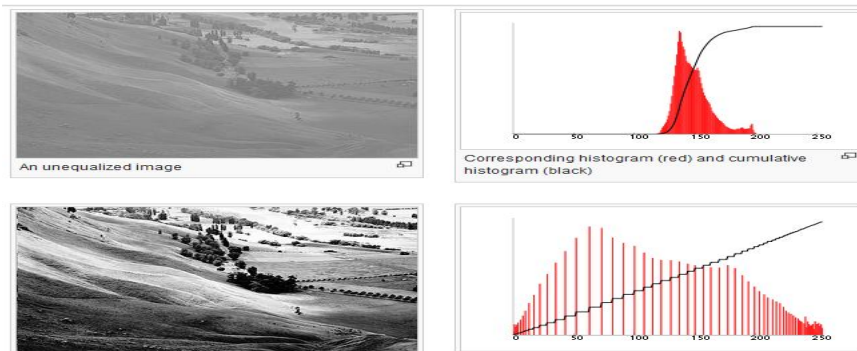 0 50 100 150 200 250
An unequalized image
Corresponding histogram (red) and cumulative
histogram (black)
0 50 100 150 200 250